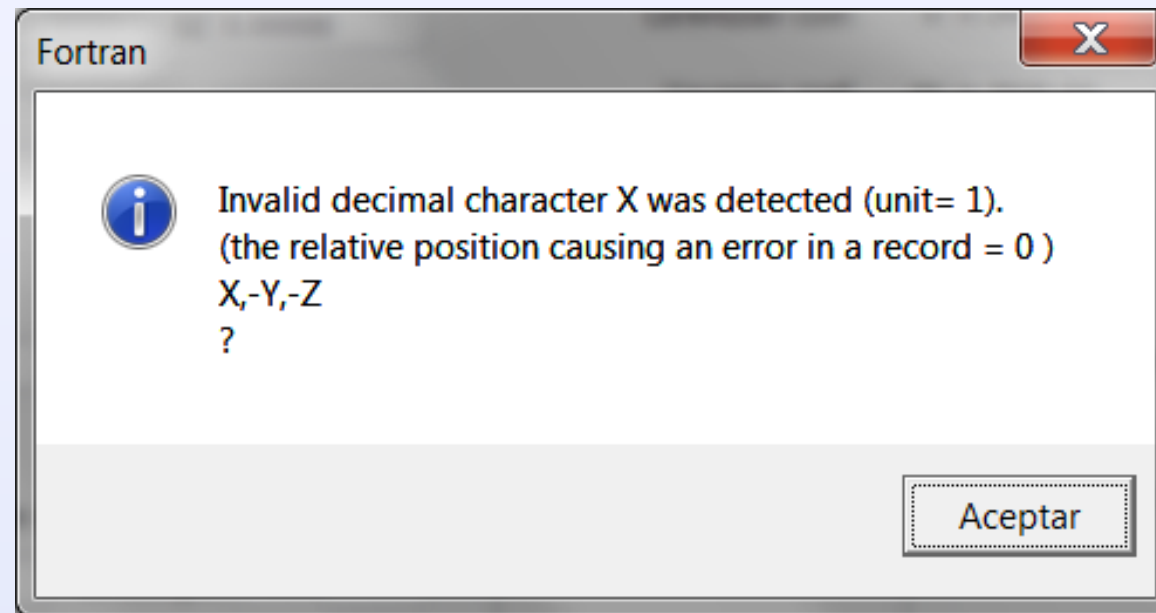 Fortran
Invalid decimal character X was detected (unit= 1).
(the relative position causing an error in a record = 0 )
X,-Y,-Z
?
Aceptar